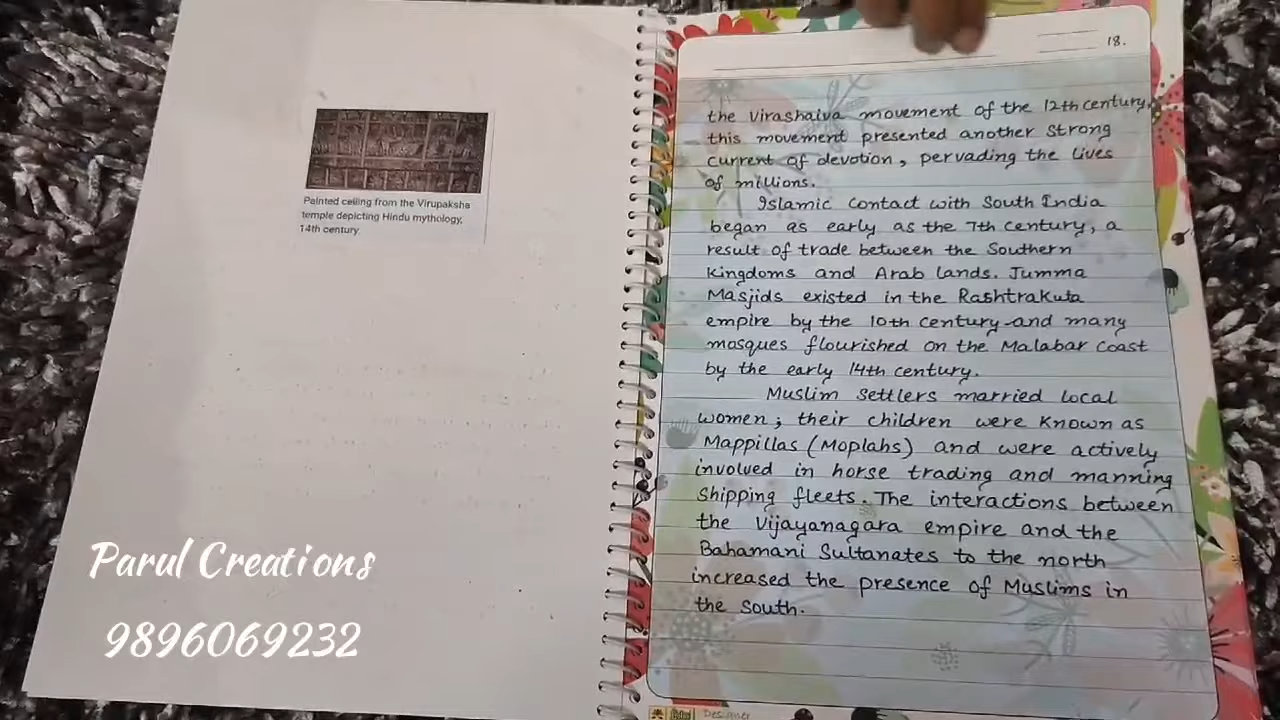 Painted ceiling from the Virupaksha
temple depicting Hindu mythology,
14th century
Parul Creations
9896069232
18.
the Virashaiva movement of the 12th century,
this movement presented another strong
current of devotion, pervading the lives
of millions.
Islamic contact with South India
began as early as the 7th century, a
result of trade between the Southern
Kingdoms and Arab lands. Jumma
Masjids existed in the Rashtrakuta
empire by the 10th century and many
mosques flourished on the Malabar Coast
by the early 14th century.
Muslim settlers married local
women; their children were known as
Mappillas (Moplahs) and were actively
involved in horse trading and manning
shipping fleets. The interactions between
the Vijayanagara empire and the
Bahamani Sultanates to the north
increased the presence of Muslims in
the south.
Designer